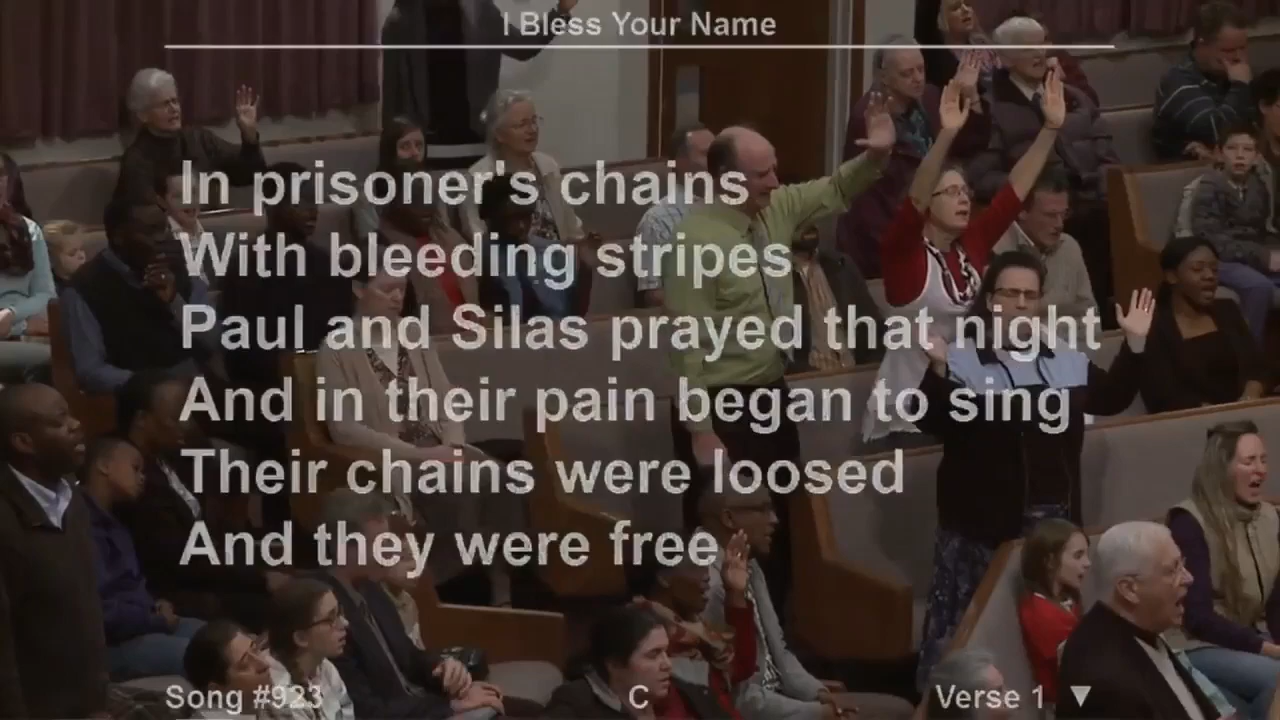 I Bless Your Name
In prisoner's chains
With bleeding stripes
Paul and Silas prayed that night
And in their pain began to sing
Their chains were loosed
And they were free
Song #923
C
Verse 1 ▼